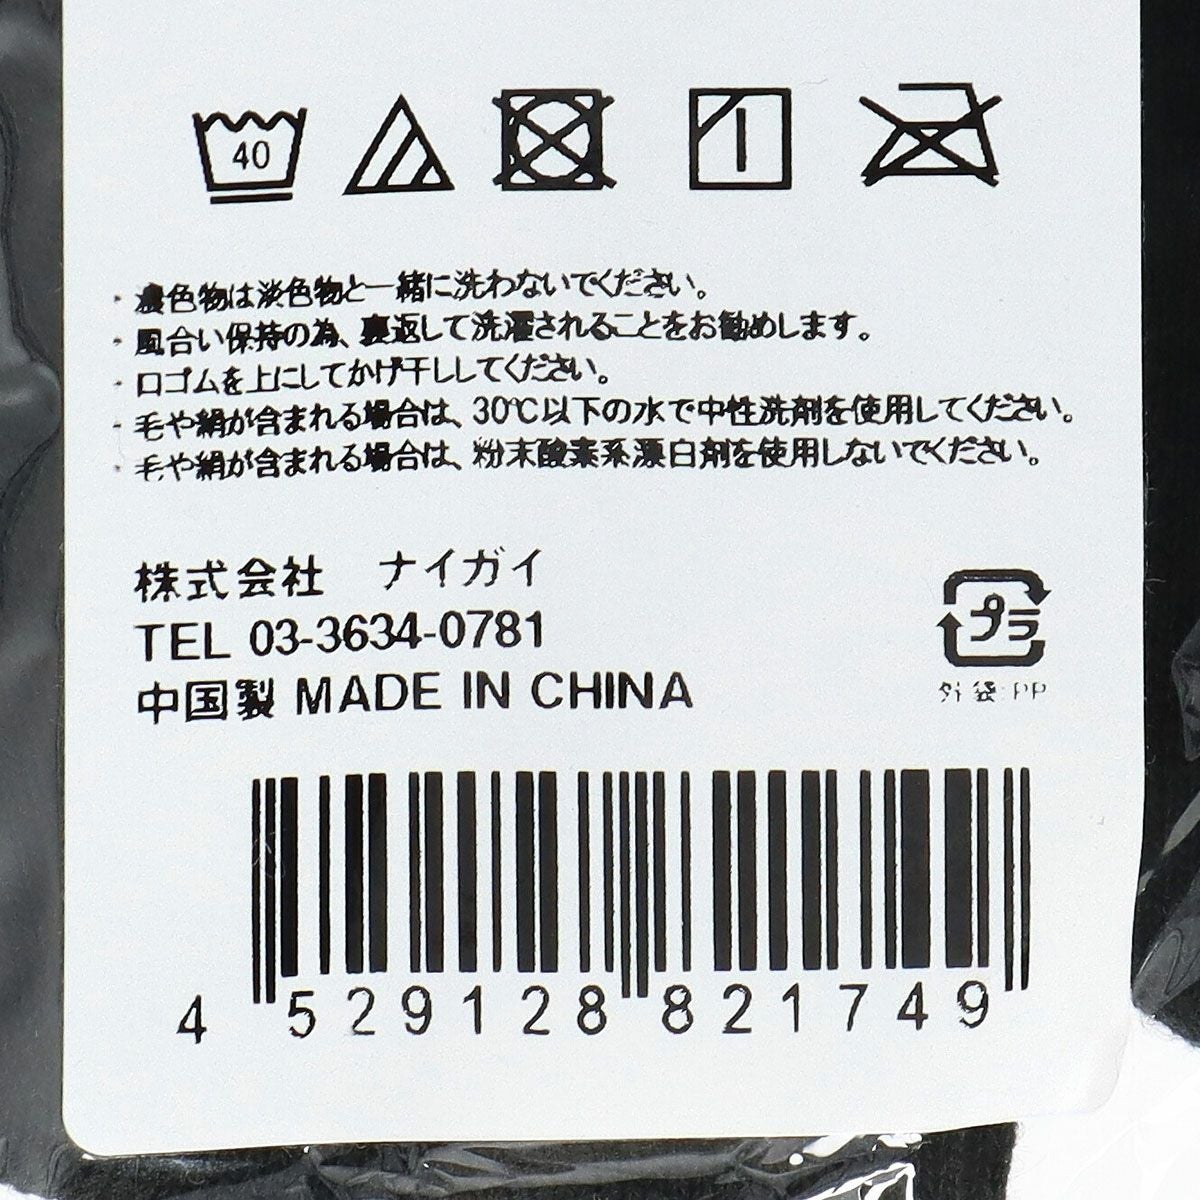 40
・濃色物は淡色物と一緒に洗わないでください。
・風合い保持の為、裏返して洗濯されることをお勧めします。
・口ゴムを上にしてかげ干ししてください。
・毛や絹が含まれる場合は、30℃以下の水で中性洗剤を使用してください。
・毛や絹が含まれる場合は、粉末酸素系漂白剤を使用しないでください。
株式会社 ナイガイ
TEL 03-3634-0781
中国製 MADE IN CHINA
プラ
外袋:PP
4 529128 821749